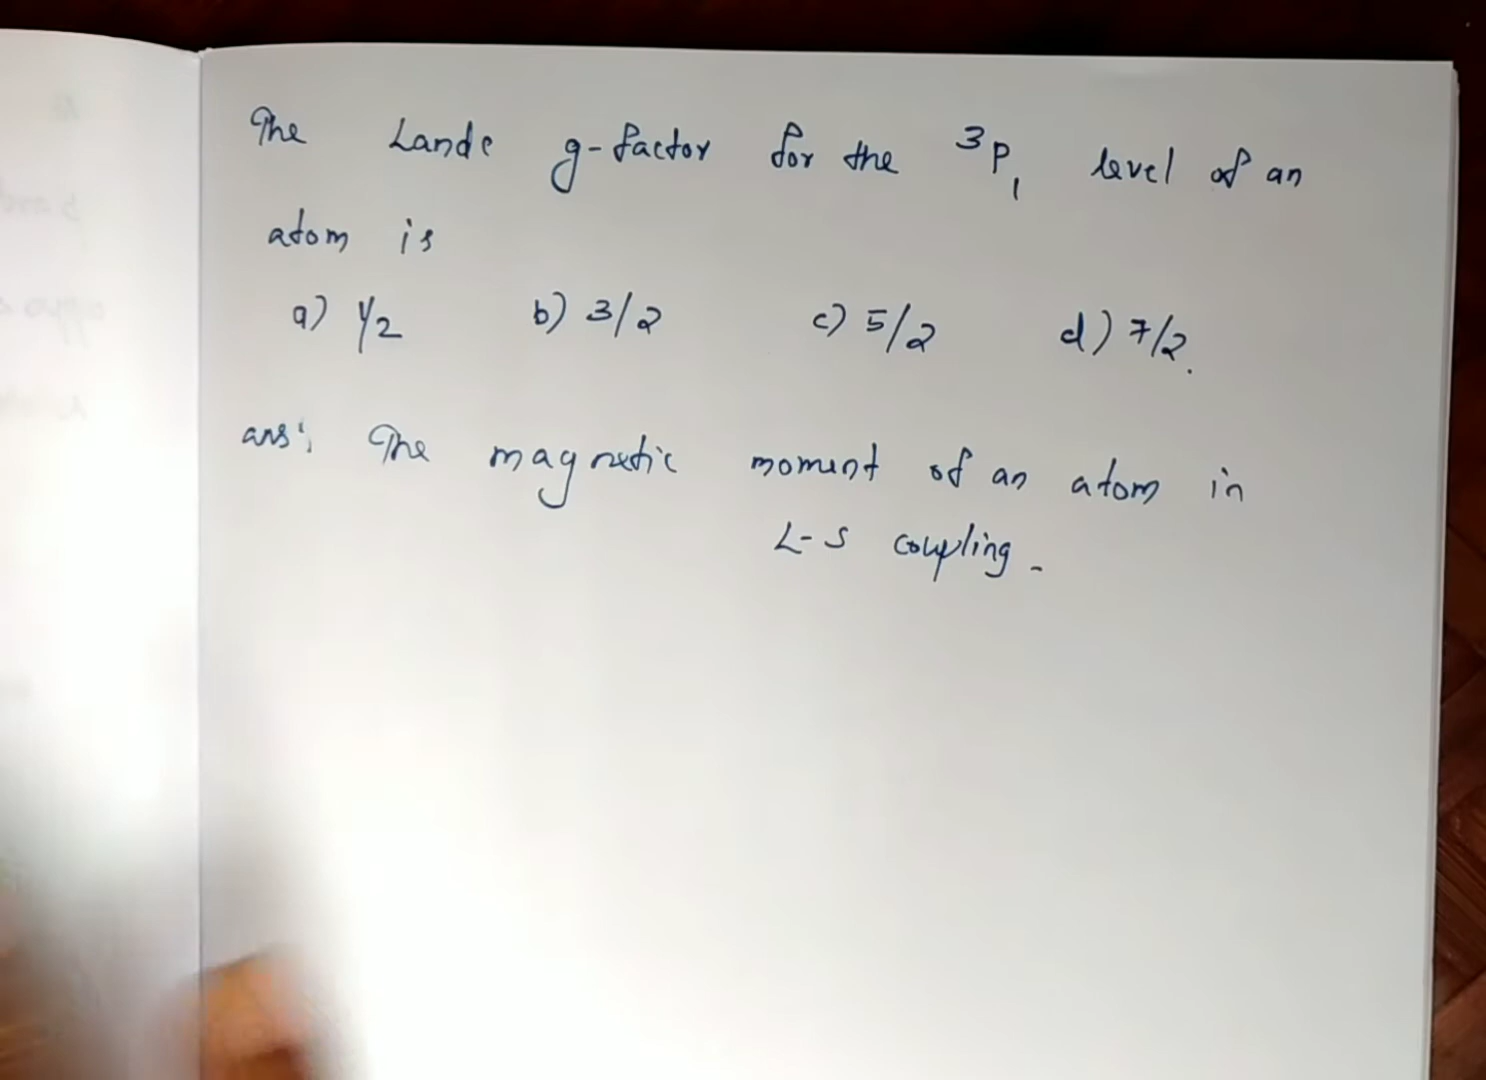 The Lande g-factor for the ³P₁ level of an
atom is
a) 1/2 b) 3/2 c) 5/2 d) 7/2.
ans: The magnetic moment of an atom in
L-S coupling.